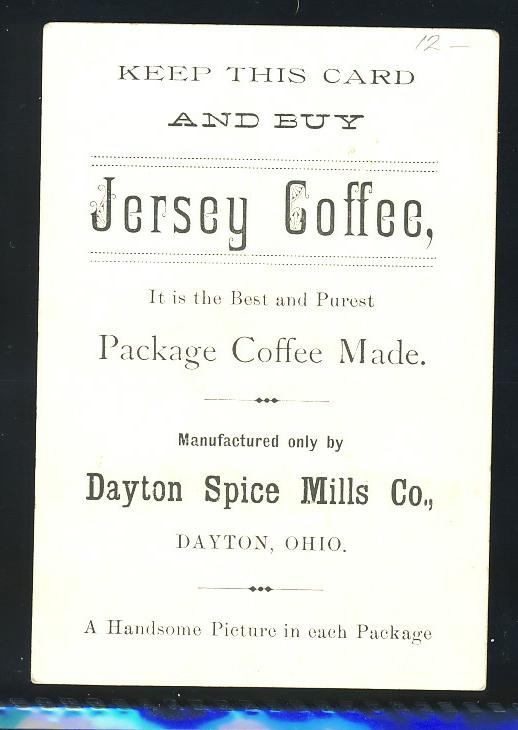 12 –
KEEP THIS CARD
AND BUY
Jersey Coffee,
It is the Best and Purest
Package Coffee Made.
Manufactured only by
Dayton Spice Mills Co.,
DAYTON, OHIO.
A Handsome Picture in each Package